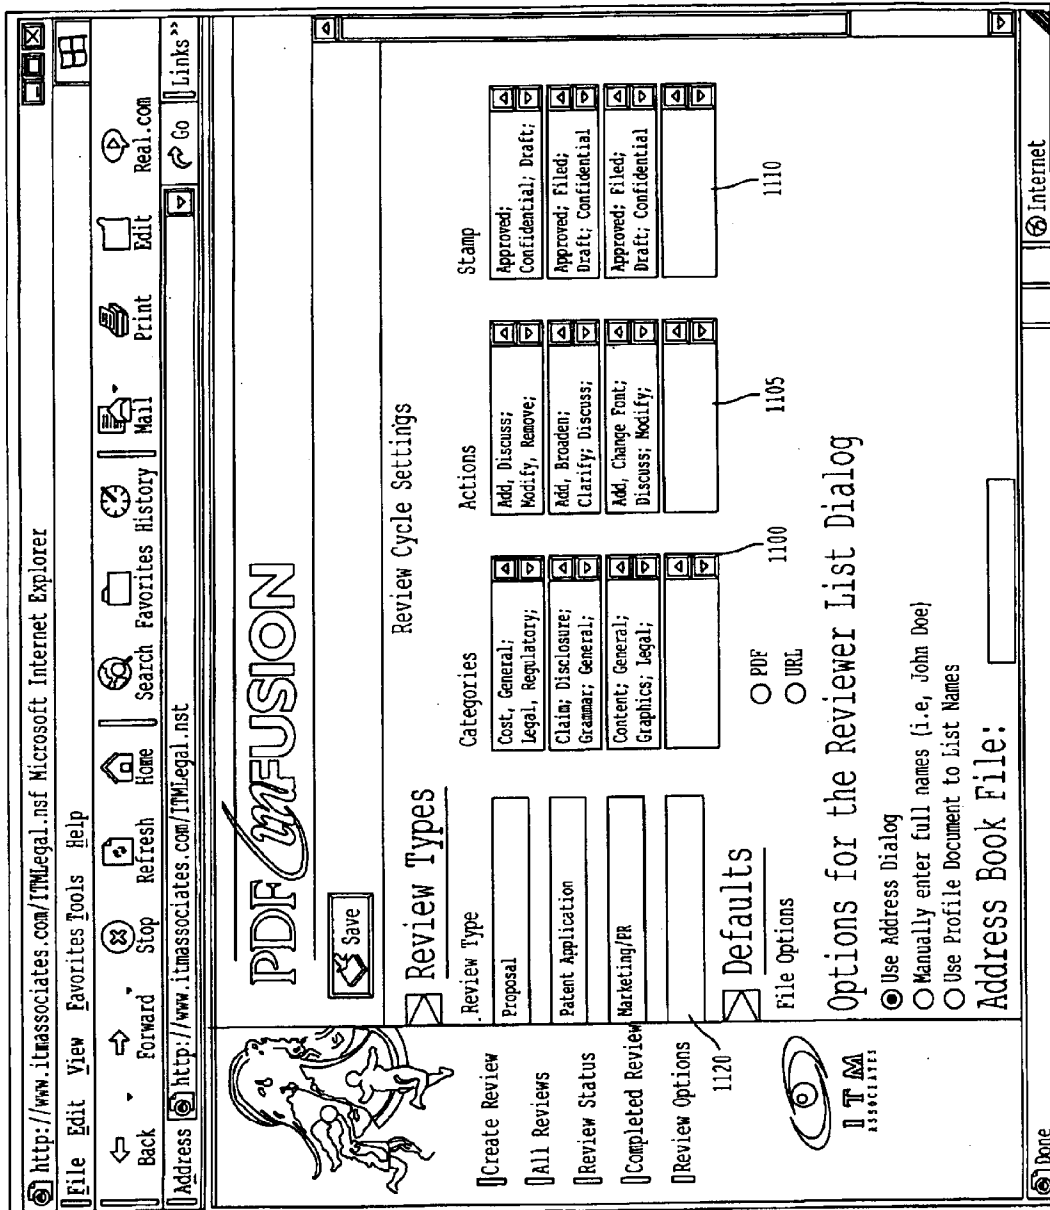 http://www.itmassociates.com/ITMLegal.nsf Microsoft Internet Explorer
File Edit View Favorites Tools Help
Back Forward Stop Refresh Home Search Favorites History Mail Print Edit Real.com
Address http://www.itmassociates.com/ITMLegal.nst Go Links >>
PDF inFUSION
Save
Review Cycle Settings
Review Types
.Review Type Categories Actions Stamp
Proposal
Cost, General;
Legal, Regulatory;
Add, Discuss;
Modify, Remove;
Approved;
Confidential; Draft;
Patent Application
Claim; Disclosure;
Grammar; General;
Add, Broaden;
Clarify; Discuss;
Approved; Filed;
Draft; Confidential
Marketing/PR
Content; General;
Graphics; Legal;
Add, Change Font;
Discuss; Modify;
Approved; Filed;
Draft; Confidential
1120
1100
1105
1110
Defaults
File Options
PDF
URL
Options for the Reviewer List Dialog
Use Address Dialog
Manually enter full names (i.e, John Doe)
Use Profile Document to List Names
Address Book File:
Create Review
All Reviews
Review Status
Completed Review
Review Options
ITM
ASSOCIATES
Done
Internet